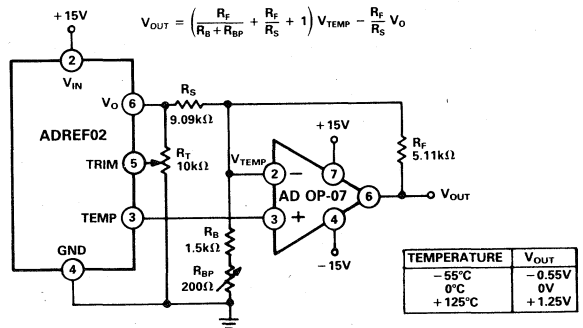 +15V
V_OUT = (R_F / (R_B + R_BP) + R_F / R_S + 1) V_TEMP − R_F / R_S V_O
2
V_IN
V_O
6
R_S
9.09kΩ
ADREF02
TRIM
5
R_T
10kΩ
TEMP
3
GND
4
V_TEMP
+15V
2
−
7
AD OP-07
6
3
+
4
−15V
R_F
5.11kΩ
V_OUT
R_B
1.5kΩ
R_BP
200Ω
TEMPERATURE V_OUT
−55°C −0.55V
0°C 0V
+125°C +1.25V